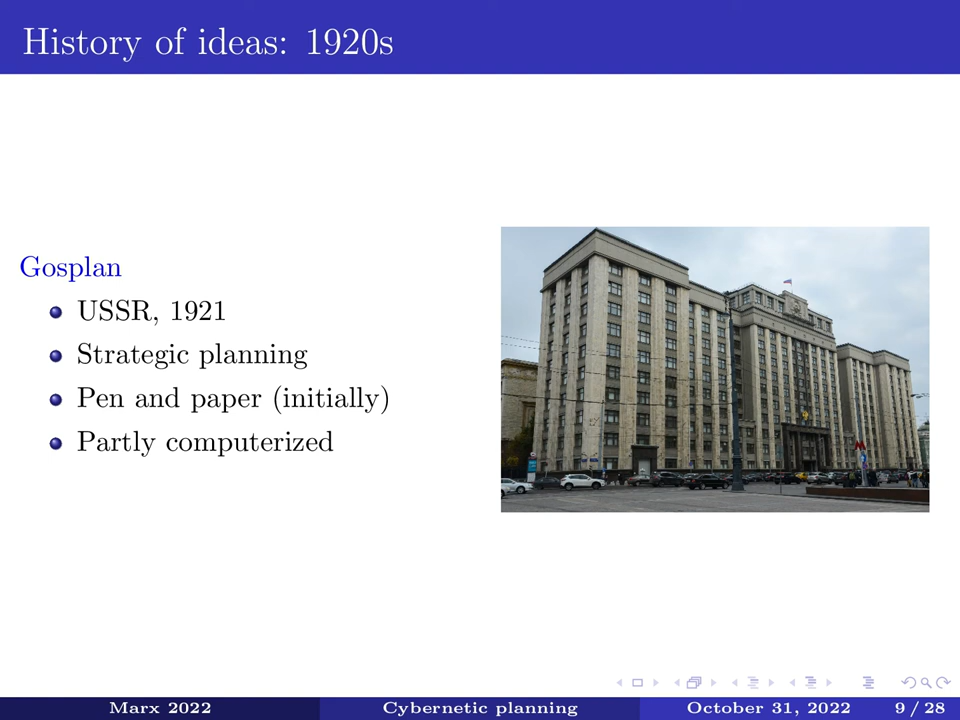 History of ideas: 1920s
Gosplan
USSR, 1921
Strategic planning
Pen and paper (initially)
Partly computerized
Marx 2022
Cybernetic planning
October 31, 2022
9 / 28